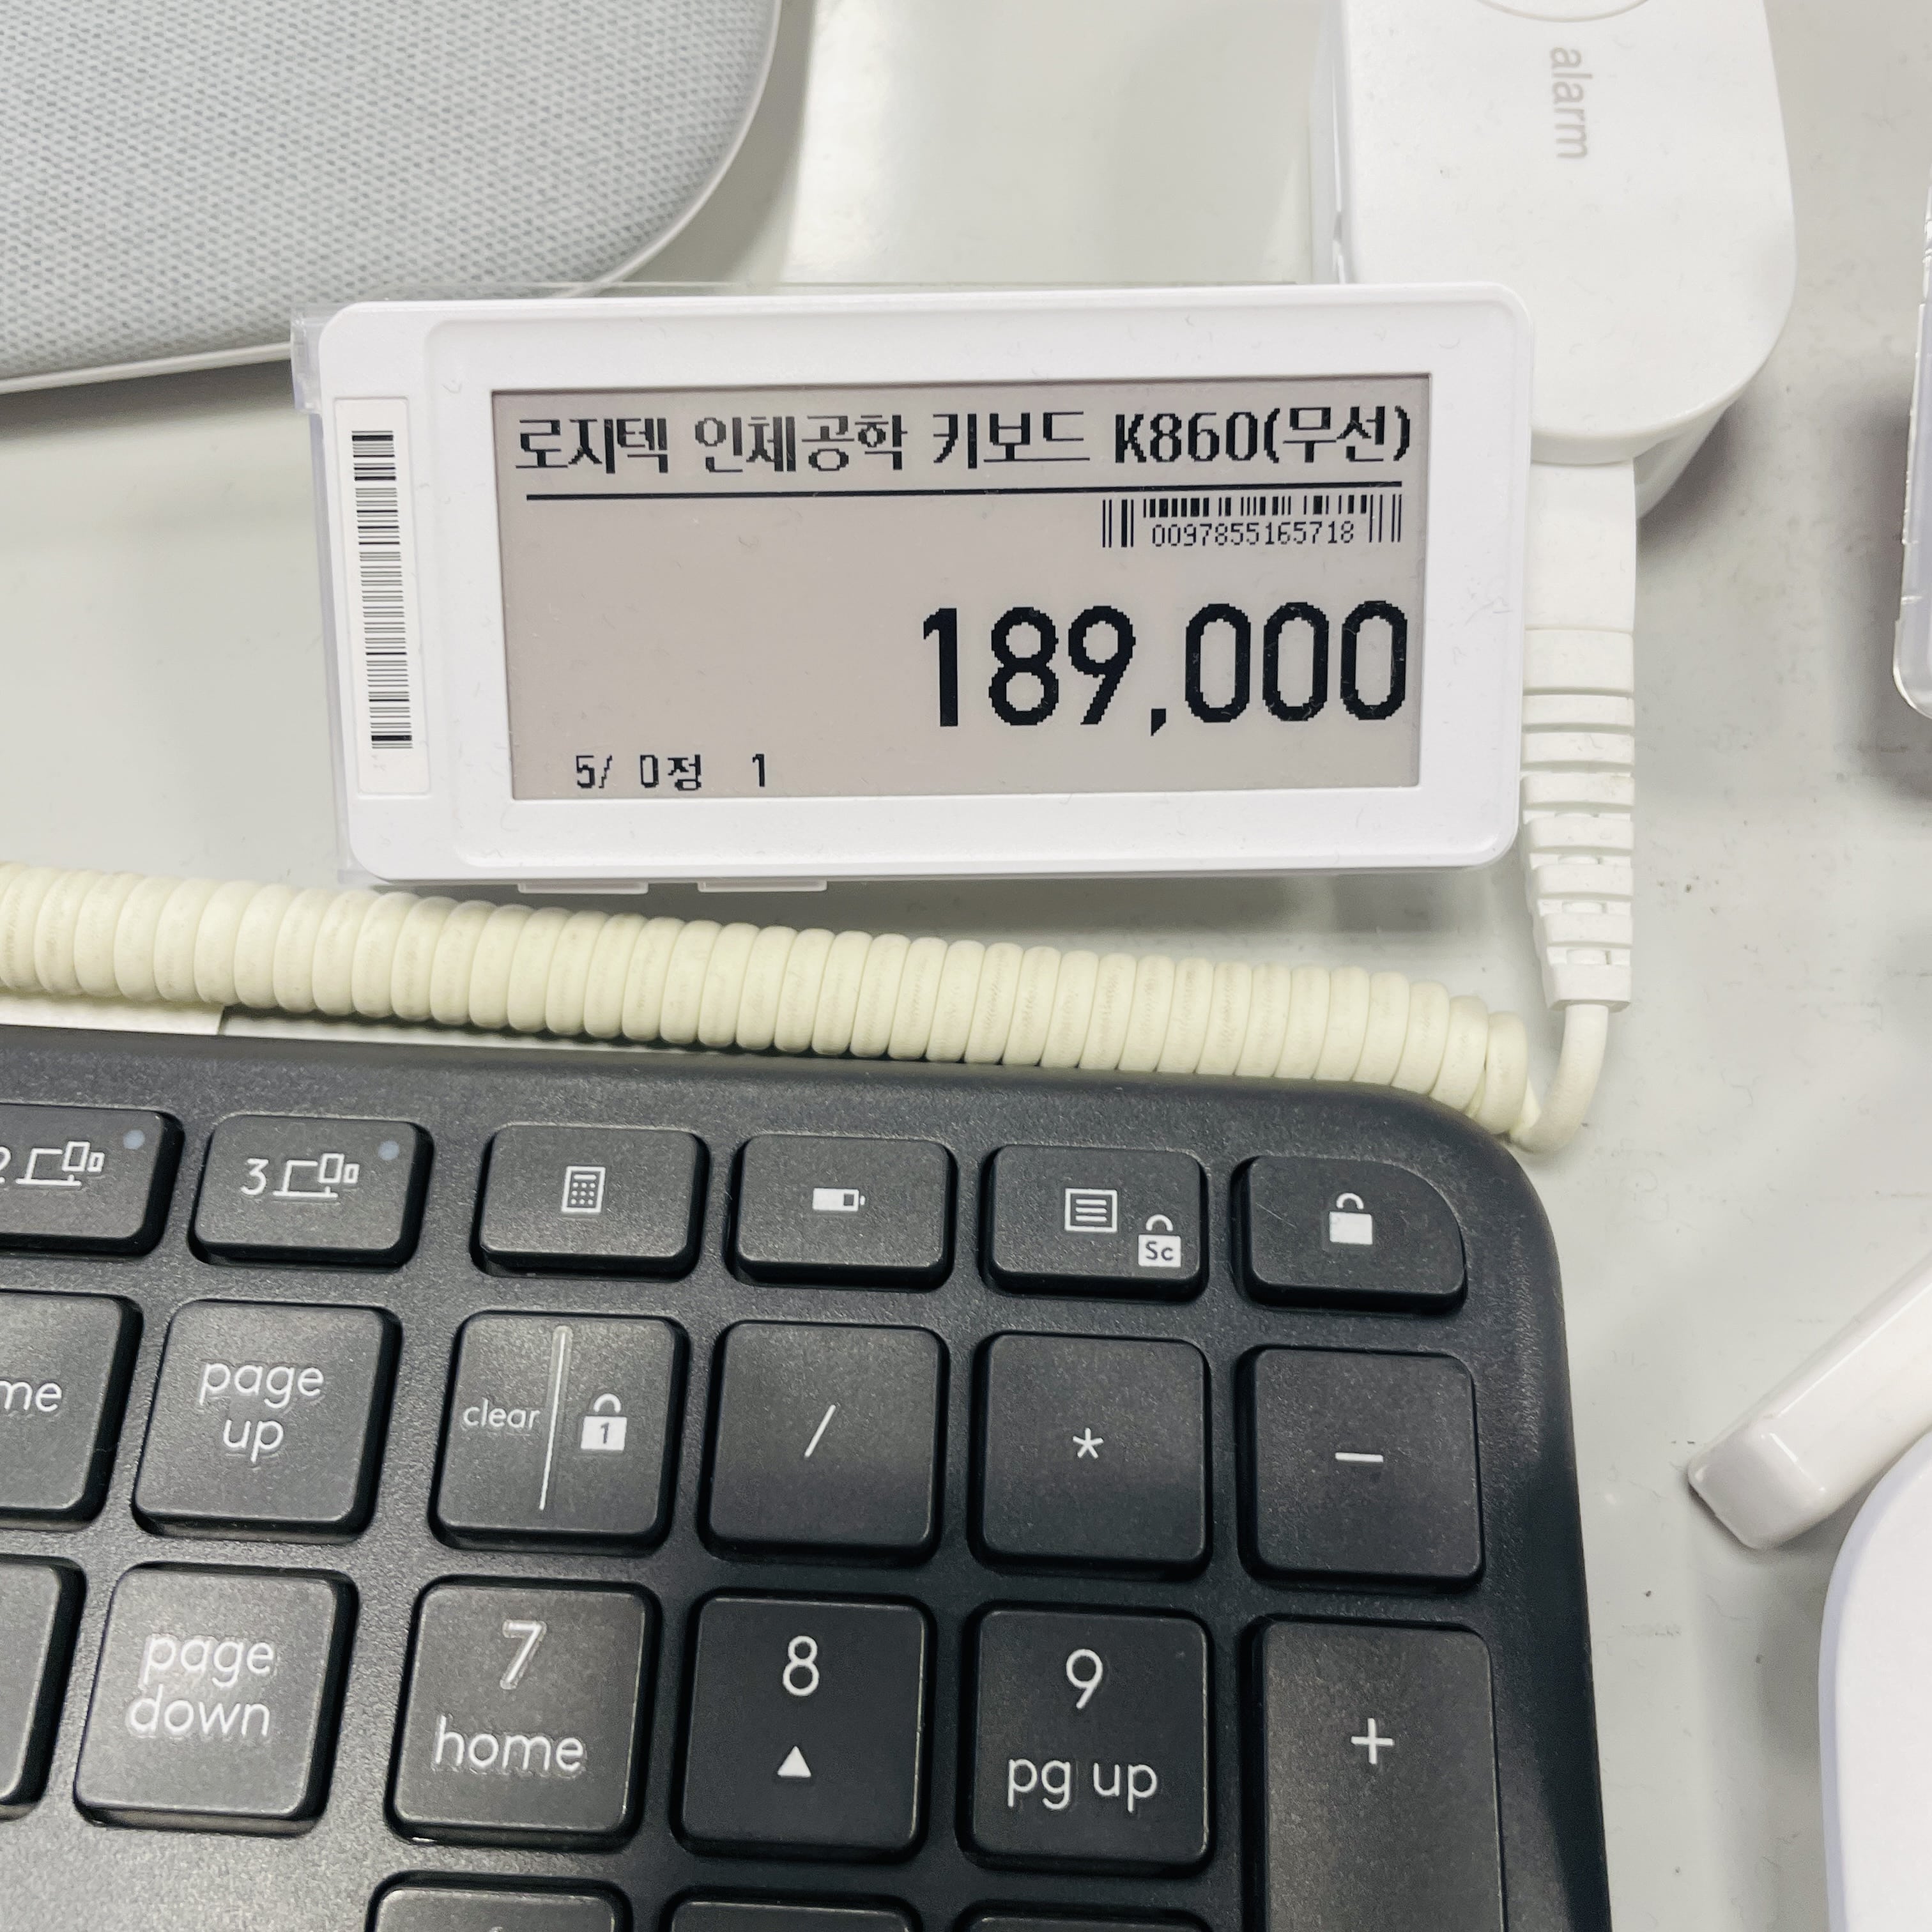 alarm
로지텍 인체공학 키보드 K860(무선)
0097855165718
189,000
5/ 0정 1
2
3
Sc
page
up
clear
1
/
*
−
page
down
7
home
8
9
pg up
+